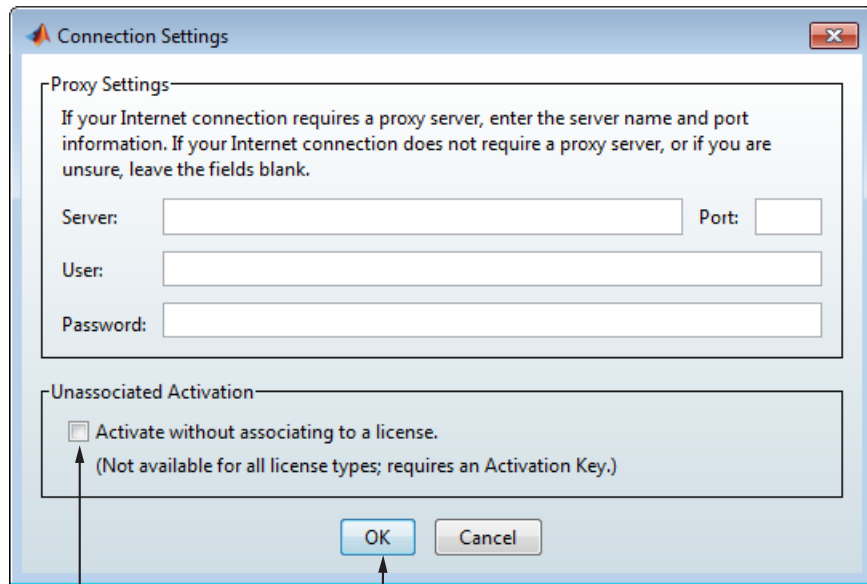 Connection Settings
Proxy Settings
If your Internet connection requires a proxy server, enter the server name and port
information. If your Internet connection does not require a proxy server, or if you are
unsure, leave the fields blank.
Server: Port:
User:
Password:
Unassociated Activation
Activate without associating to a license.
(Not available for all license types; requires an Activation Key.)
OK Cancel